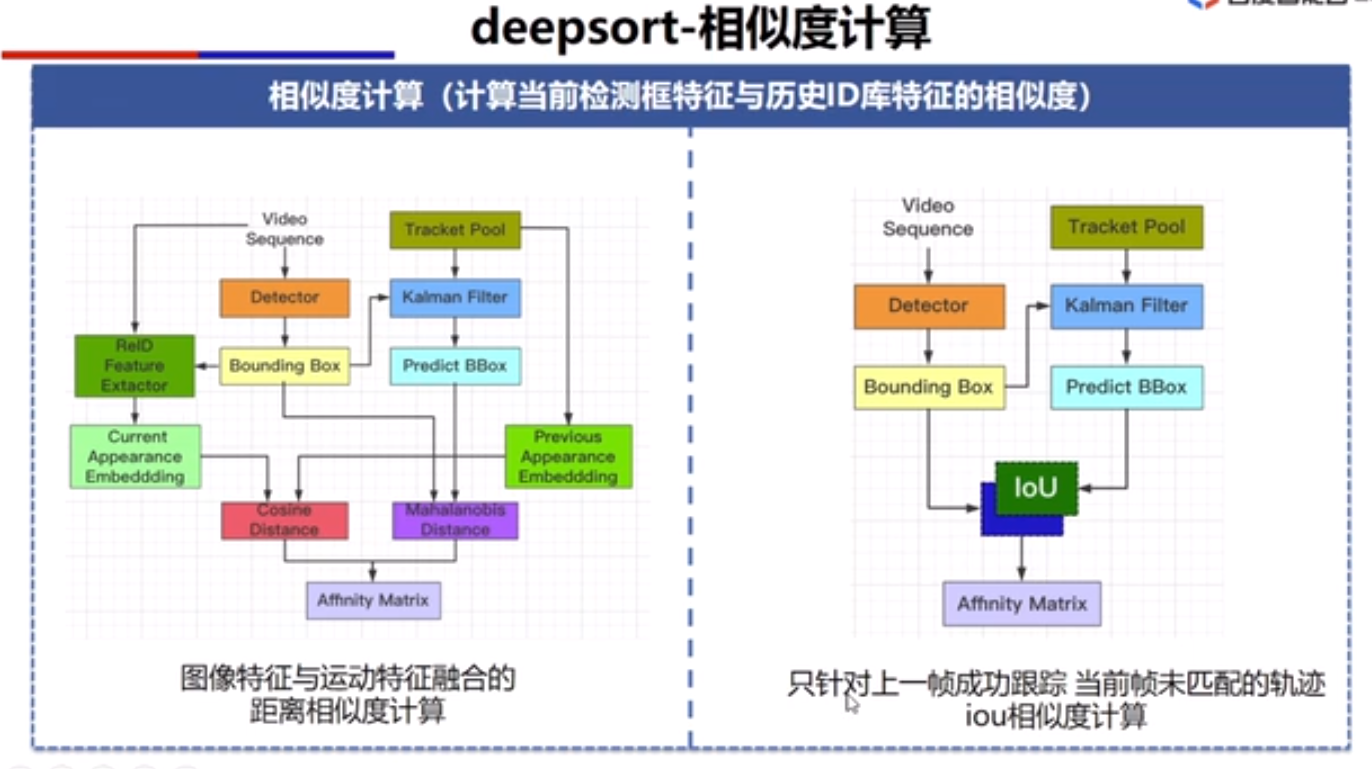 deepsort-相似度计算
相似度计算（计算当前检测框特征与历史ID库特征的相似度）
Video
Sequence
Tracket Pool
Detector
Kalman Filter
ReID
Feature
Extactor
Bounding Box
Predict BBox
Current
Appearance
Embeddding
Previous
Appearance
Embeddding
Cosine
Distance
Mahalanobis
Distance
Affinity Matrix
图像特征与运动特征融合的
距离相似度计算
Video
Sequence
Tracket Pool
Detector
Kalman Filter
Bounding Box
Predict BBox
IoU
Affinity Matrix
只针对上一帧成功跟踪 当前帧未匹配的轨迹
iou相似度计算